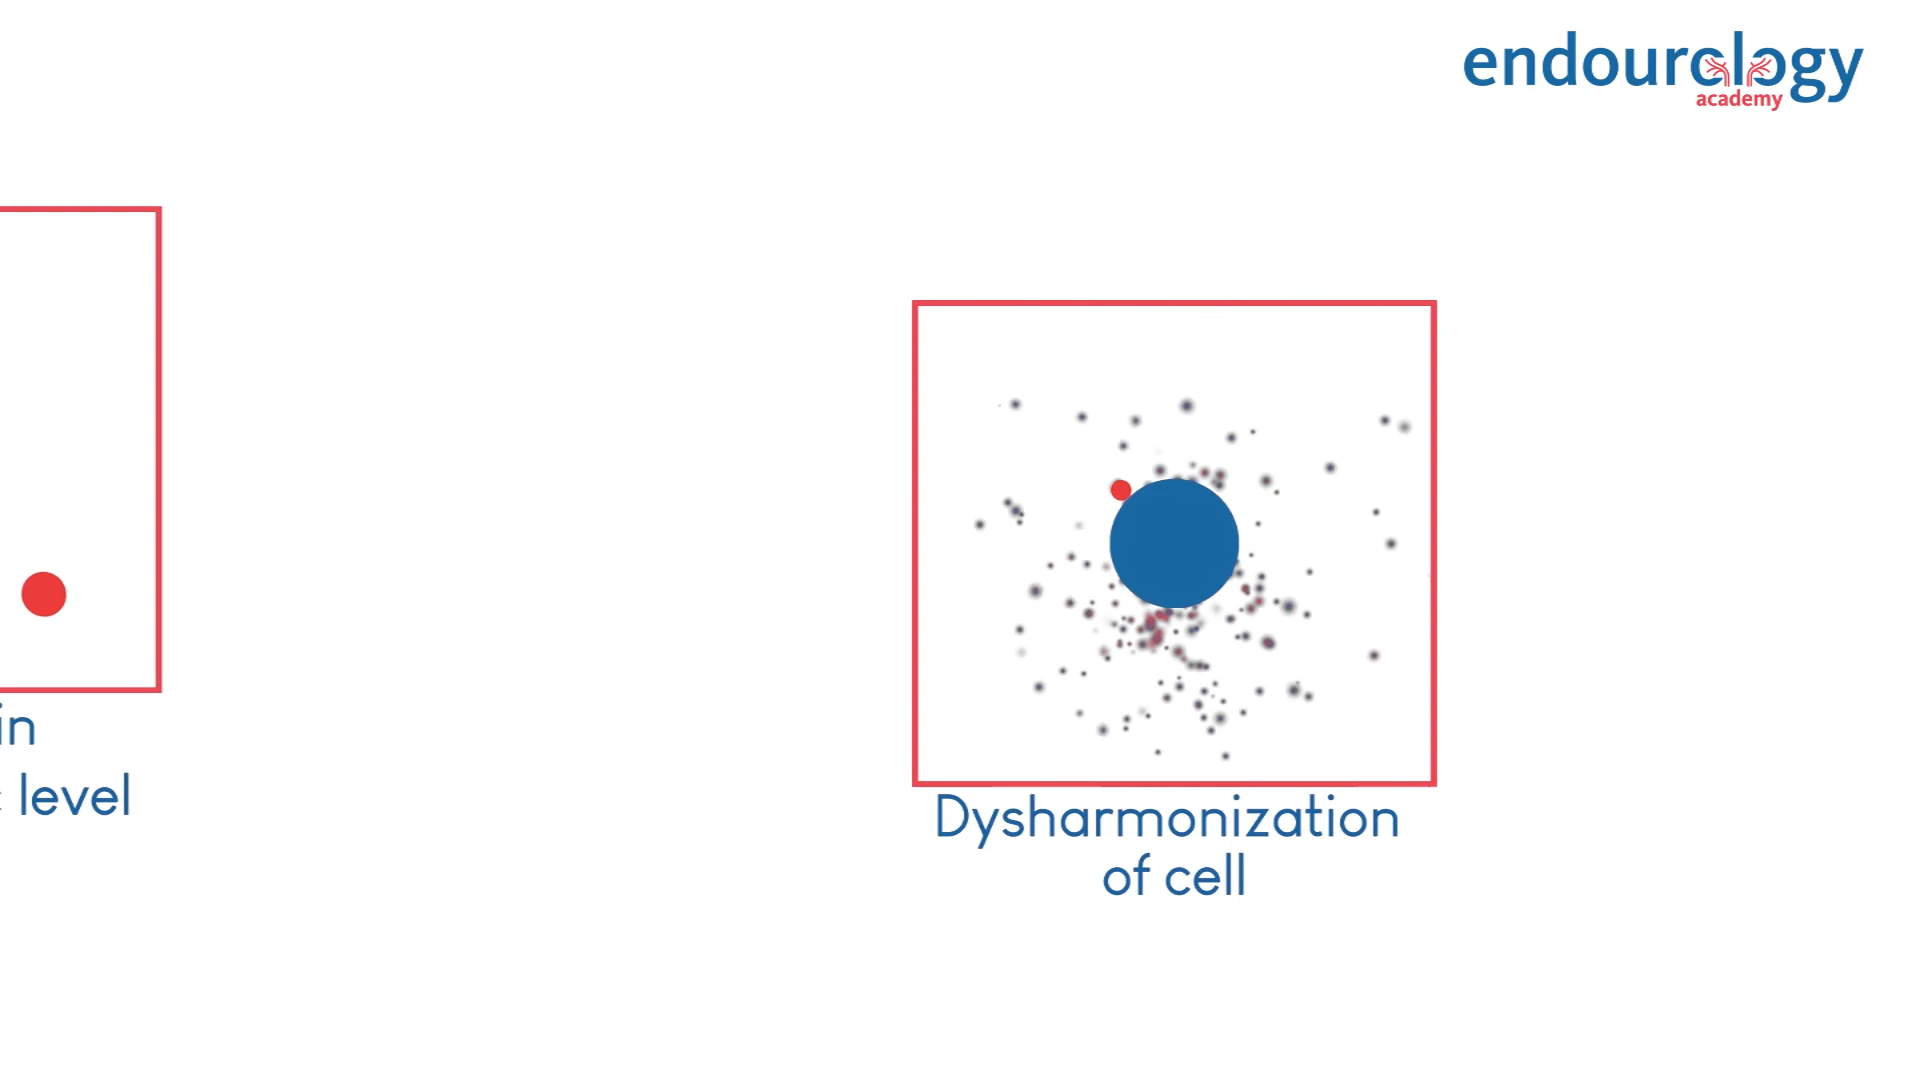 endourology
academy
in
level
Dysharmonization
of cell